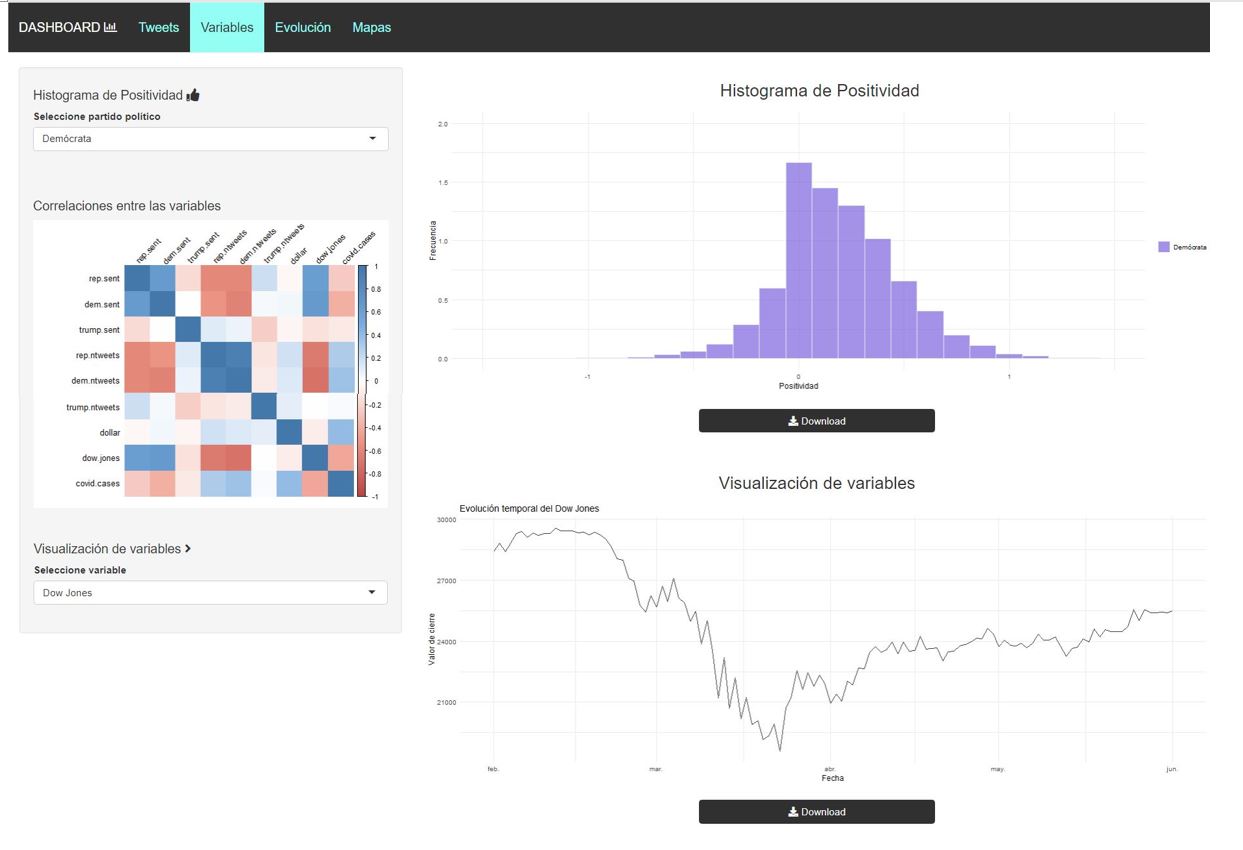 DASHBOARD Tweets Variables Evolución Mapas
Histograma de Positividad
Seleccione partido político
Demócrata
Correlaciones entre las variables
rep.sent dem.sent trump.sent rep.ntweets dem.ntweets trump.ntweets dollar dow.jones covid.cases
rep.sent
dem.sent
trump.sent
rep.ntweets
dem.ntweets
trump.ntweets
dollar
dow.jones
covid.cases
1
0.8
0.6
0.4
0.2
0
-0.2
-0.4
-0.6
-0.8
-1
Visualización de variables
Seleccione variable
Dow Jones
Histograma de Positividad
Frecuencia
2.0
1.5
1.0
0.5
0.0
-1 0 1
Positividad
Demócrata
Download
Visualización de variables
Evolución temporal del Dow Jones
Valor de cierre
30000
27000
24000
21000
feb. mar. abr. may. jun.
Fecha
Download